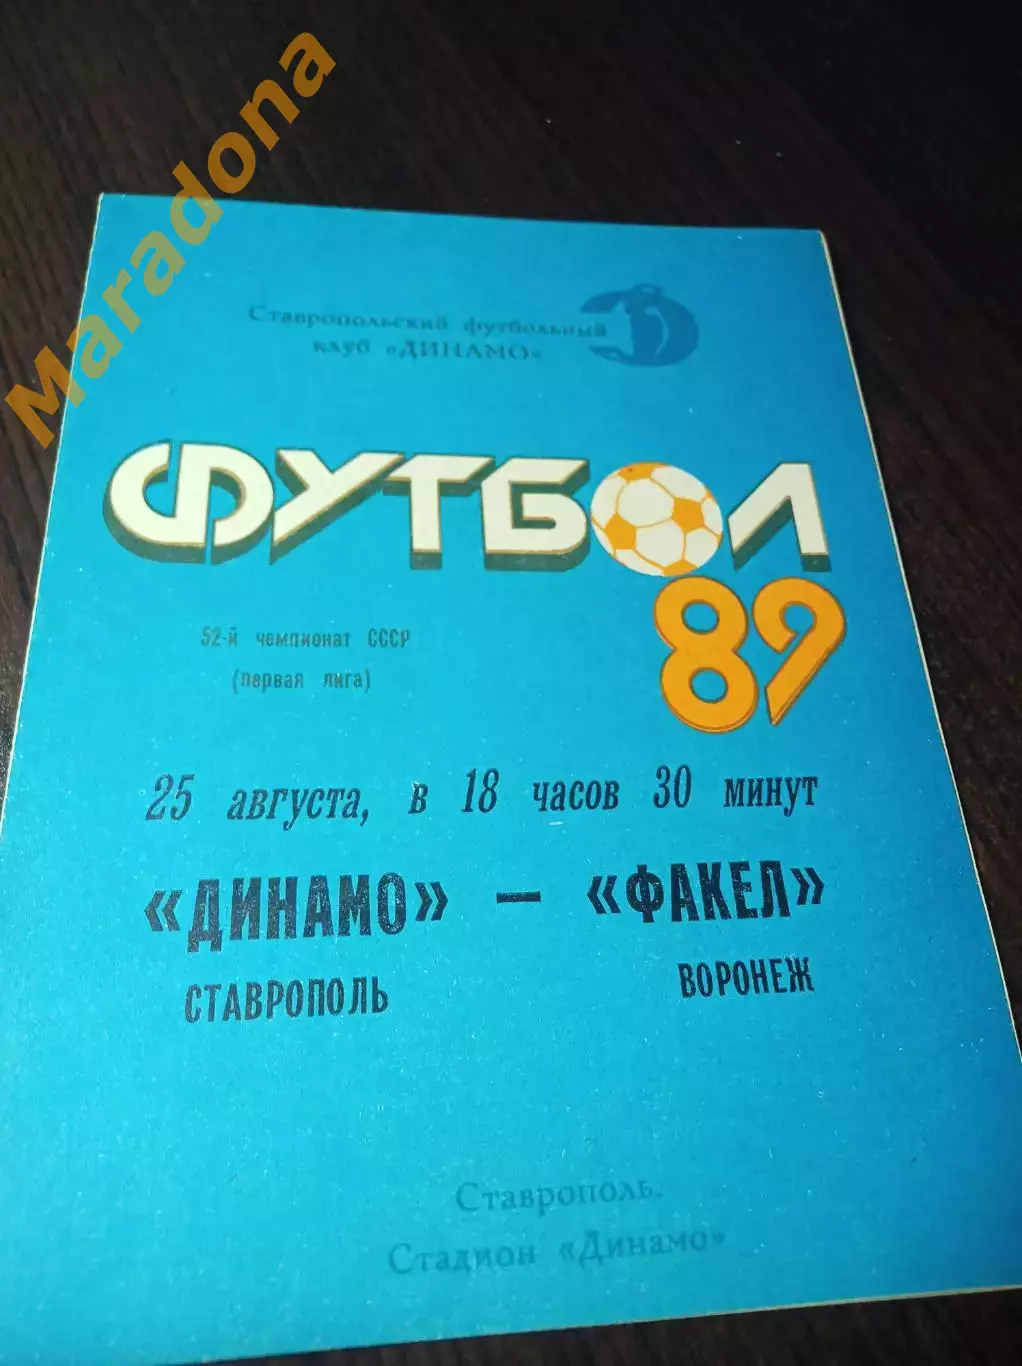 Maradona
Ставропольский футбольный
клуб «ДИНАМО»
Д
ФУТБОЛ
89
52-й чемпионат СССР
(первая лига)
25 августа, в 18 часов 30 минут
«ДИНАМО» — «ФАКЕЛ»
СТАВРОПОЛЬ ВОРОНЕЖ
Ставрополь.
Стадион «Динамо»